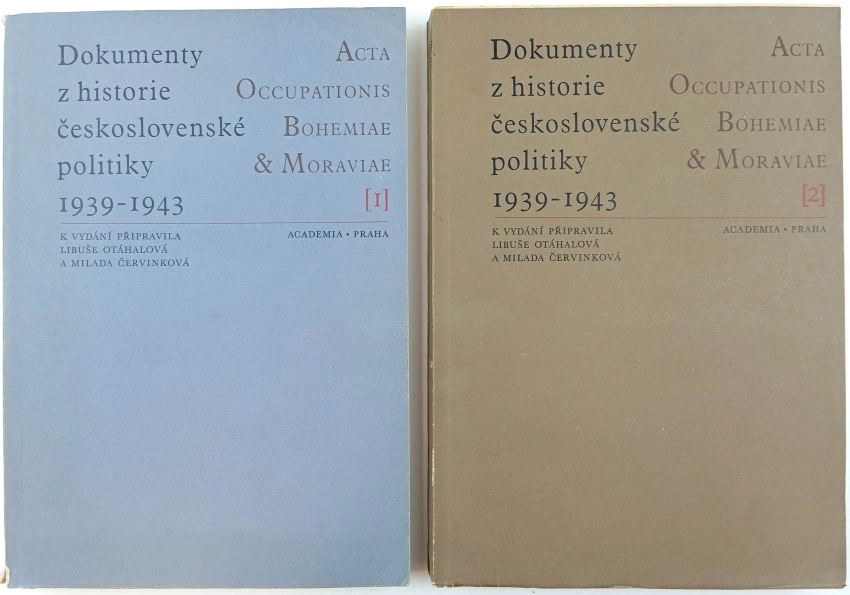 Dokumenty
z historie
československé
politiky
1939-1943
ACTA
OCCUPATIONIS
BOHEMIAE
& MORAVIAE
[1]
K VYDÁNÍ PŘIPRAVILA
LIBUŠE OTÁHALOVÁ
A MILADA ČERVINKOVÁ
ACADEMIA • PRAHA
Dokumenty
z historie
československé
politiky
1939-1943
ACTA
OCCUPATIONIS
BOHEMIAE
& MORAVIAE
[2]
K VYDÁNÍ PŘIPRAVILA
LIBUŠE OTÁHALOVÁ
A MILADA ČERVINKOVÁ
ACADEMIA • PRAHA